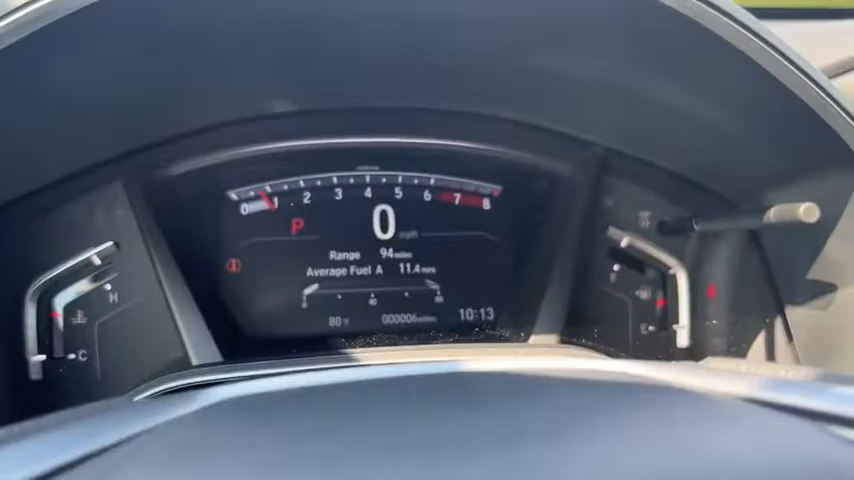 0 1 2 3 4 5 6 7 8
P
0 mph
Range 94 miles
Average Fuel A 11.4 mpg
H
C
80°F 000006 miles 10:13